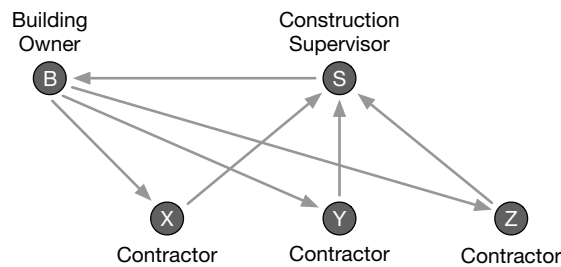 Building
Owner
Construction
Supervisor
B
S
X
Y
Z
Contractor
Contractor
Contractor